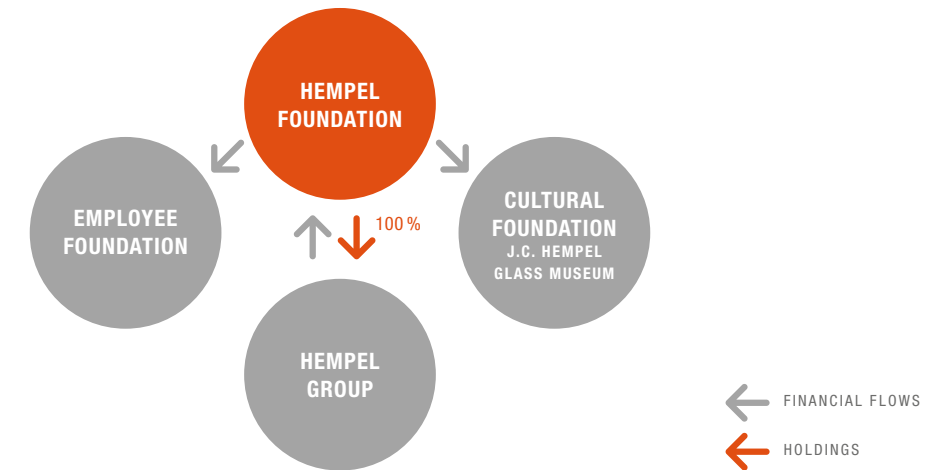 HEMPEL
FOUNDATION
EMPLOYEE
FOUNDATION
CULTURAL
FOUNDATION
J.C. HEMPEL
GLASS MUSEUM
100 %
HEMPEL
GROUP
FINANCIAL FLOWS
HOLDINGS